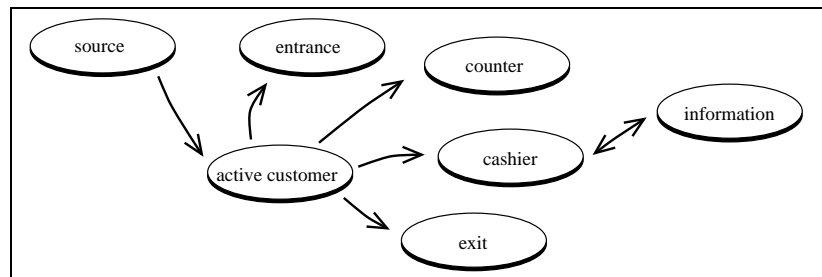 source
entrance
counter
information
cashier
active customer
exit